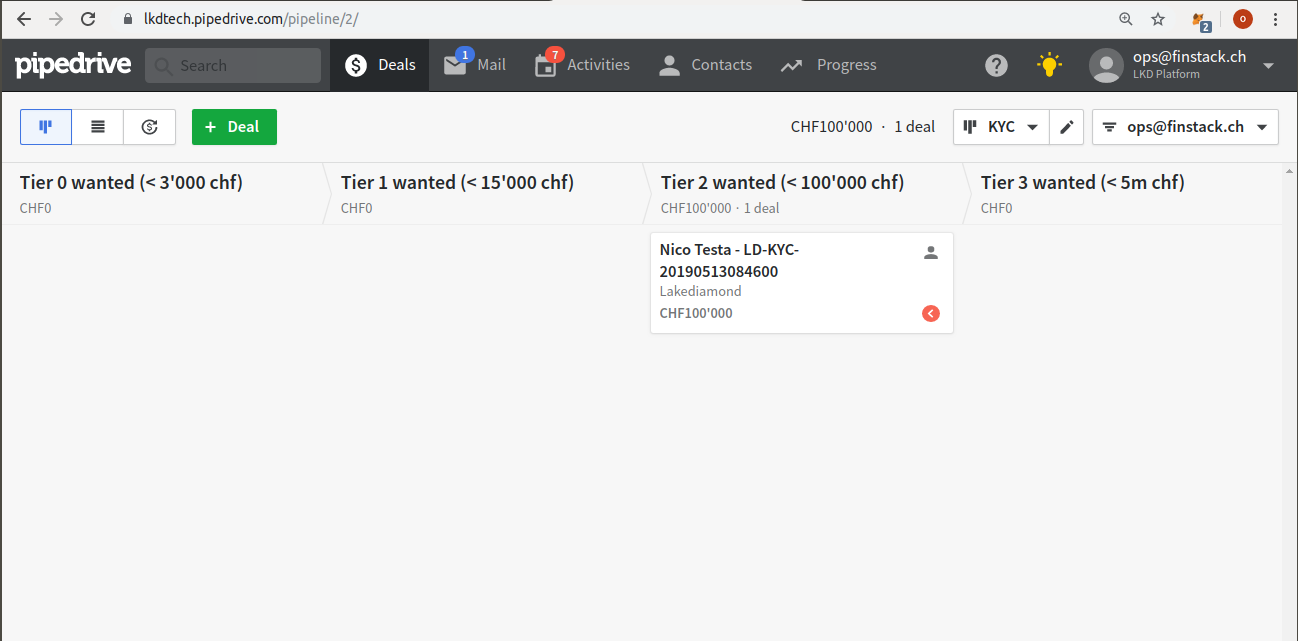 lkdtech.pipedrive.com/pipeline/2/
2
O
pipedrive
Search
Deals
1
Mail
7
Activities
Contacts
Progress
?
ops@finstack.ch
LKD Platform
+ Deal
CHF100'000 · 1 deal
KYC
ops@finstack.ch
Tier 0 wanted (< 3'000 chf)
CHF0
Tier 1 wanted (< 15'000 chf)
CHF0
Tier 2 wanted (< 100'000 chf)
CHF100'000 · 1 deal
Tier 3 wanted (< 5m chf)
CHF0
Nico Testa - LD-KYC-
20190513084600
Lakediamond
CHF100'000